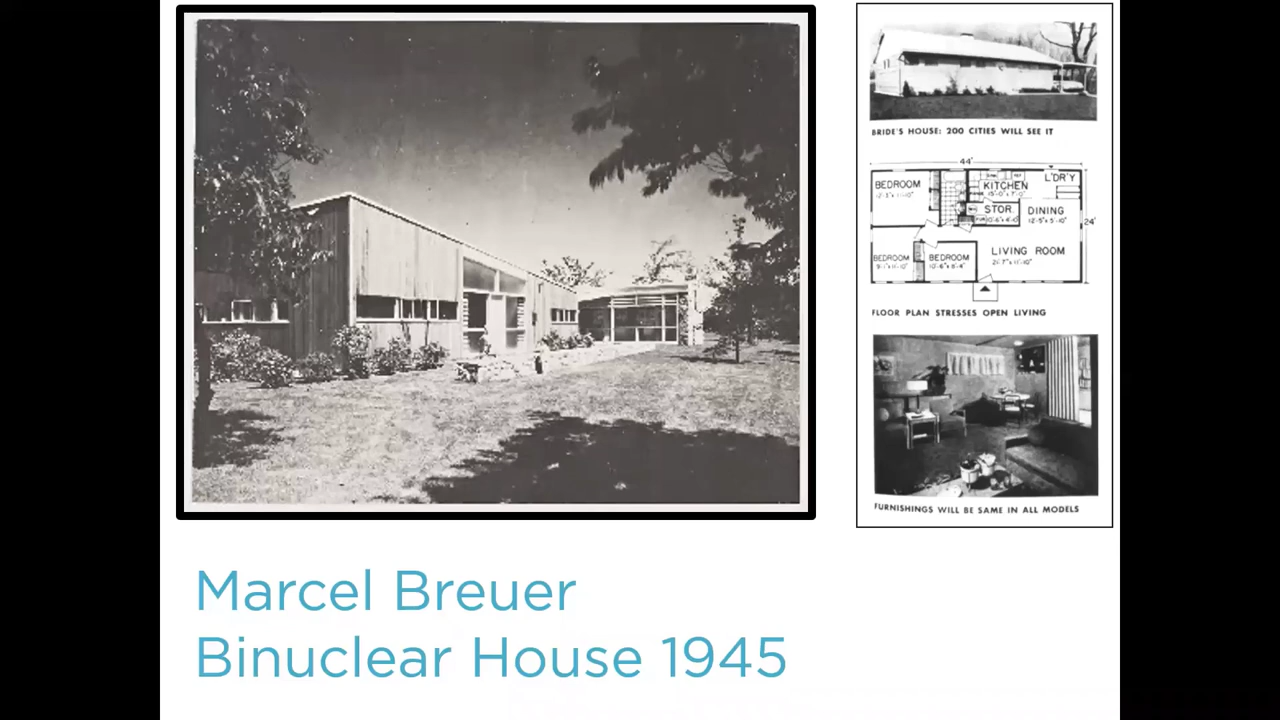 BRIDE'S HOUSE: 200 CITIES WILL SEE IT
44'
BEDROOM
KITCHEN
L'DR'Y
STOR
DINING
24'
BEDROOM
BEDROOM
LIVING ROOM
FLOOR PLAN STRESSES OPEN LIVING
FURNISHINGS WILL BE SAME IN ALL MODELS
Marcel Breuer
Binuclear House 1945